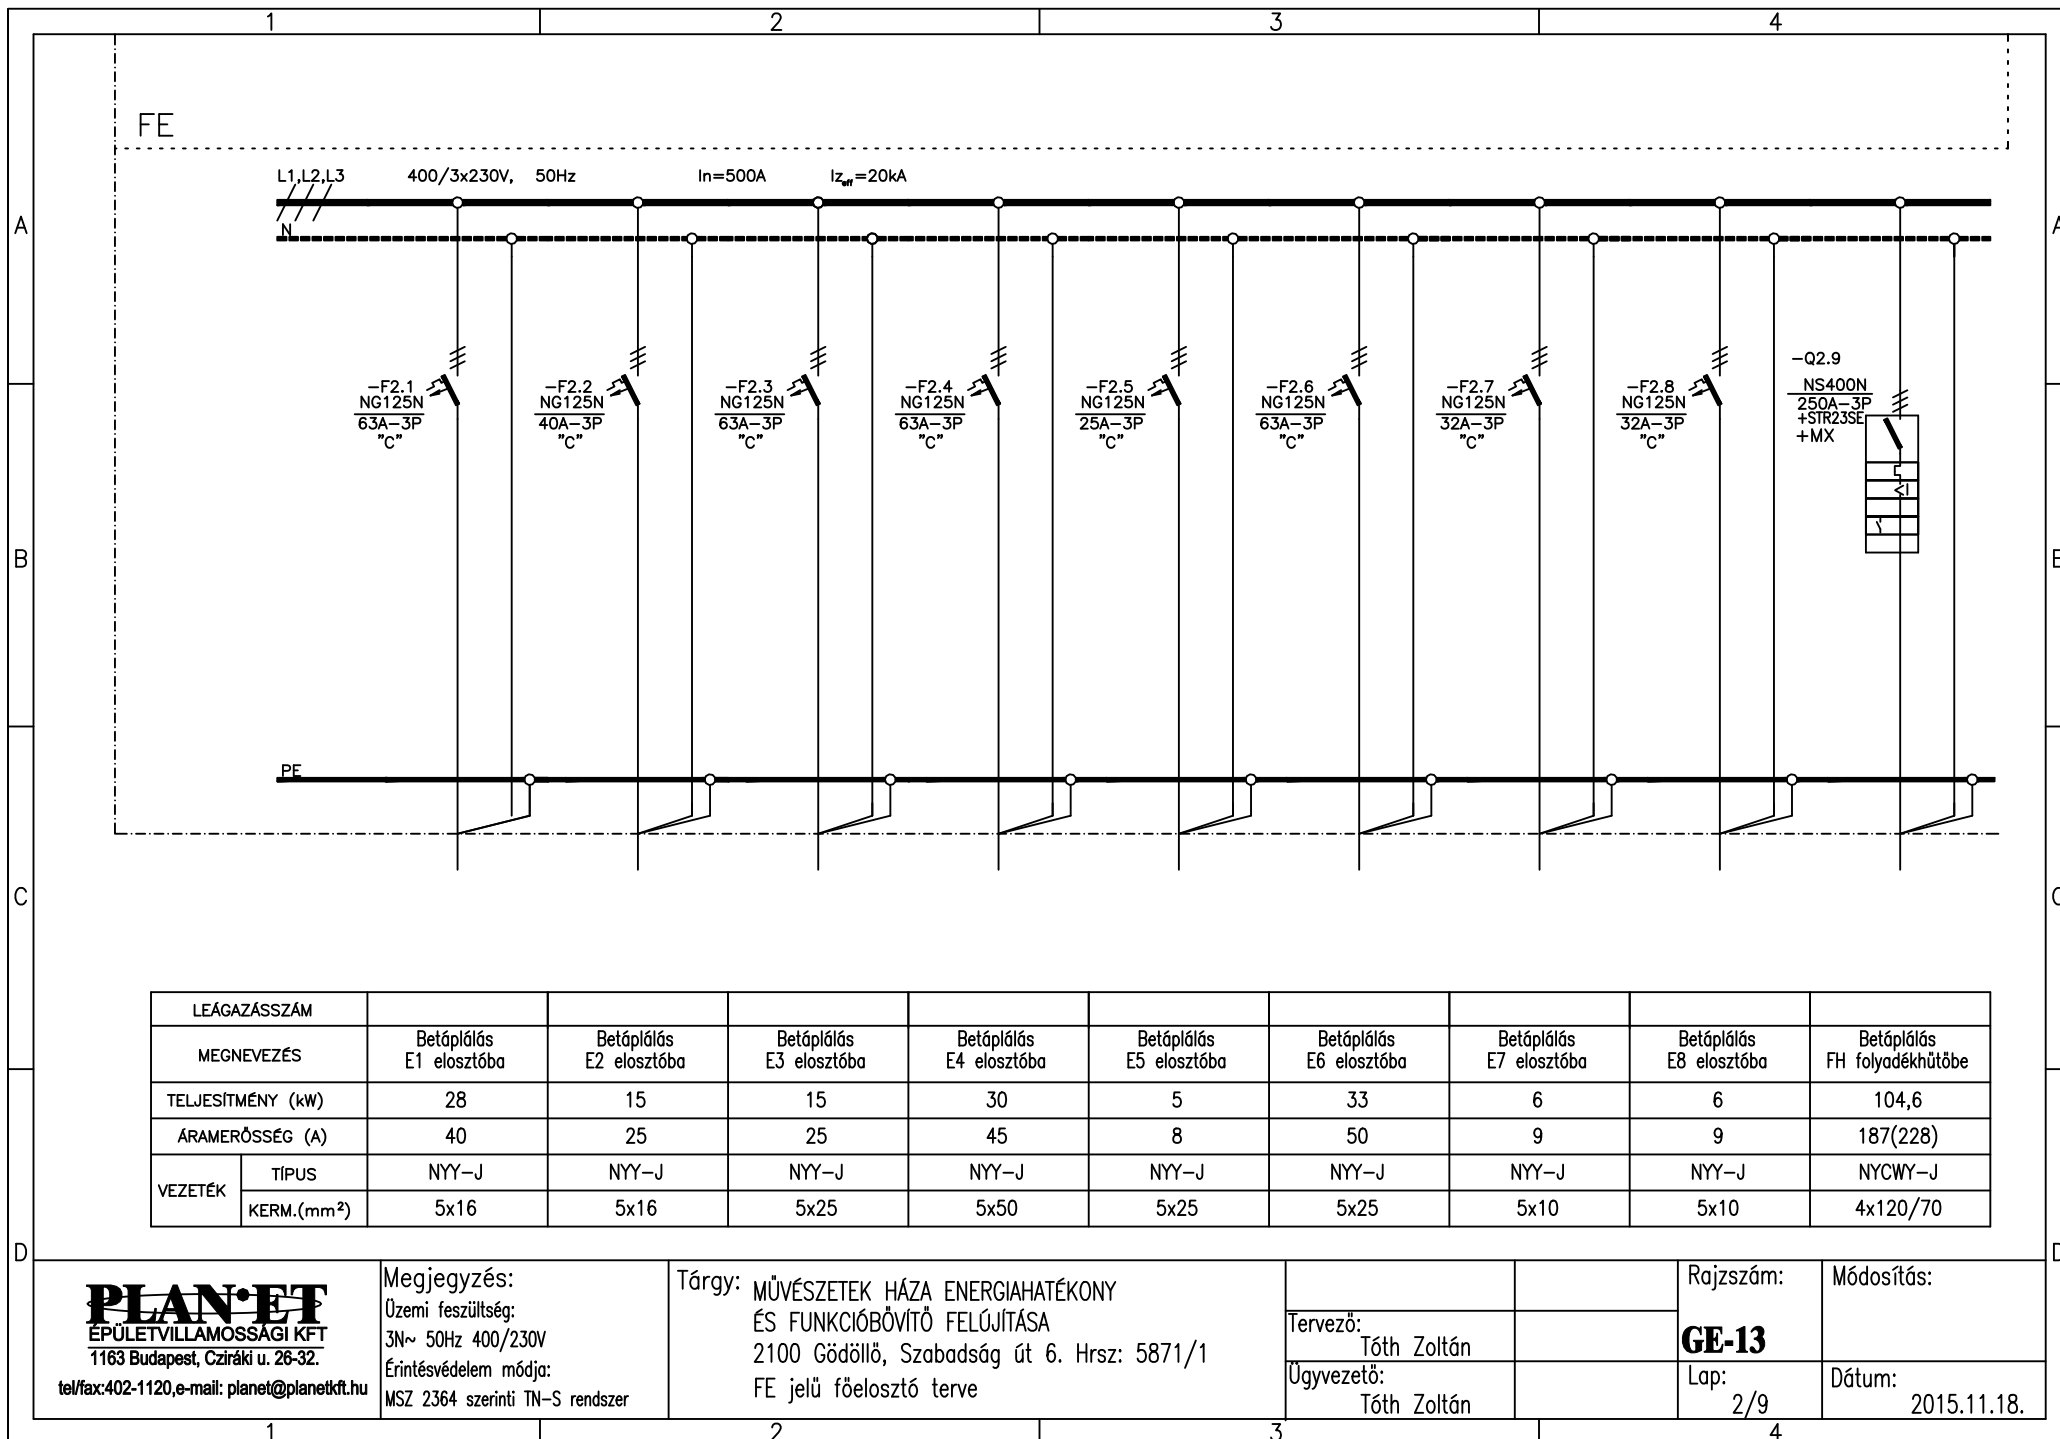 1 2 3 4
FE
L1,L2,L3 400/3x230V, 50Hz In=500A Izeff=20kA
A A
N
-Q2.9
-F2.1 -F2.2 -F2.3 -F2.4 -F2.5 -F2.6 -F2.7 -F2.8 NS400N
NG125N NG125N NG125N NG125N NG125N NG125N NG125N NG125N 250A-3P
63A-3P 40A-3P 63A-3P 63A-3P 25A-3P 63A-3P 32A-3P 32A-3P +STR23SE
"C" "C" "C" "C" "C" "C" "C" "C" +MX
B
PE
C
LEÁGAZÁSSZÁM
MEGNEVEZÉS
Betáplálás
E1 elosztóba
Betáplálás
E2 elosztóba
Betáplálás
E3 elosztóba
Betáplálás
E4 elosztóba
Betáplálás
E5 elosztóba
Betáplálás
E6 elosztóba
Betáplálás
E7 elosztóba
Betáplálás
E8 elosztóba
Betáplálás
FH folyadékhűtőbe
TELJESÍTMÉNY (kW) 28 15 15 30 5 33 6 6 104,6
ÁRAMERŐSSÉG (A) 40 25 25 45 8 50 9 9 187(228)
VEZETÉK
TÍPUS NYY-J NYY-J NYY-J NYY-J NYY-J NYY-J NYY-J NYY-J NYCWY-J
KERM.(mm²) 5x16 5x16 5x25 5x50 5x25 5x25 5x10 5x10 4x120/70
D
PLAN·ET
ÉPÜLETVILLAMOSSÁGI KFT
1163 Budapest, Cziráki u. 26-32.
tel/fax:402-1120,e-mail: planet@planetkft.hu
Megjegyzés:
Üzemi feszültség:
3N~ 50Hz 400/230V
Érintésvédelem módja:
MSZ 2364 szerinti TN-S rendszer
Tárgy: MŰVÉSZETEK HÁZA ENERGIAHATÉKONY
ÉS FUNKCIÓBŐVÍTŐ FELÚJÍTÁSA
2100 Gödöllő, Szabadság út 6. Hrsz: 5871/1
FE jelű főelosztó terve
Tervező:
Tóth Zoltán
Ügyvezető:
Tóth Zoltán
Rajzszám:
GE-13
Lap:
2/9
Módosítás:
Dátum:
2015.11.18.
1 2 3 4